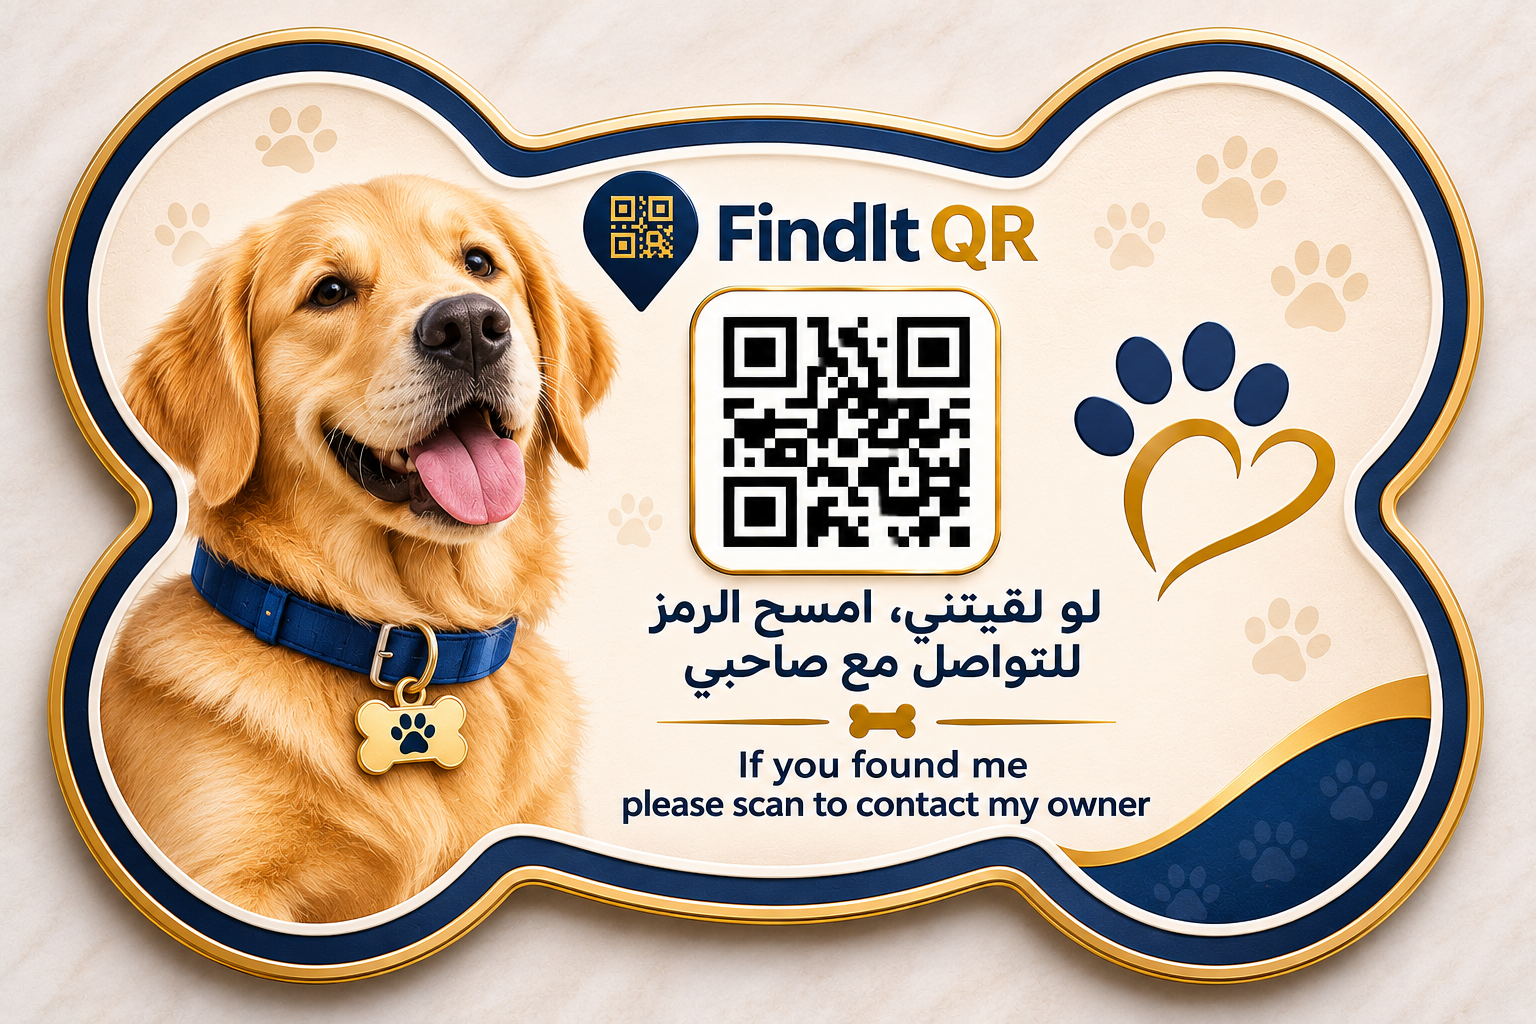 FindIt QR
لو لقيتني، امسح الرمز
للتواصل مع صاحبي
If you found me
please scan to contact my owner